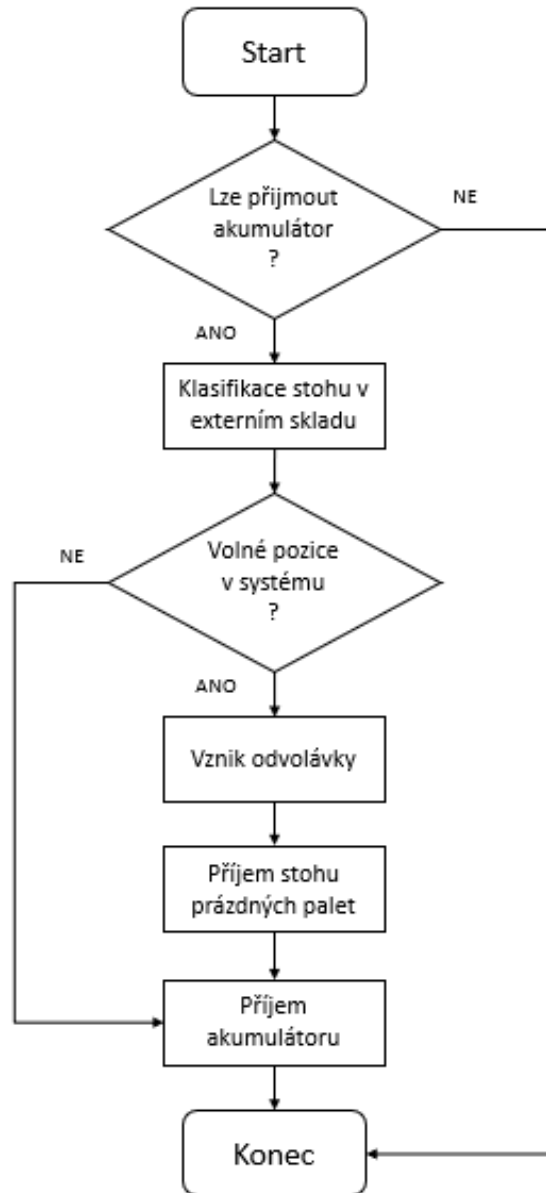 Start
Lze přijmout
akumulátor
?
NE
ANO
Klasifikace stohu v
externím skladu
NE
Volné pozice
v systému
?
ANO
Vznik odvolávky
Příjem stohu
prázdných palet
Příjem
akumulátoru
Konec